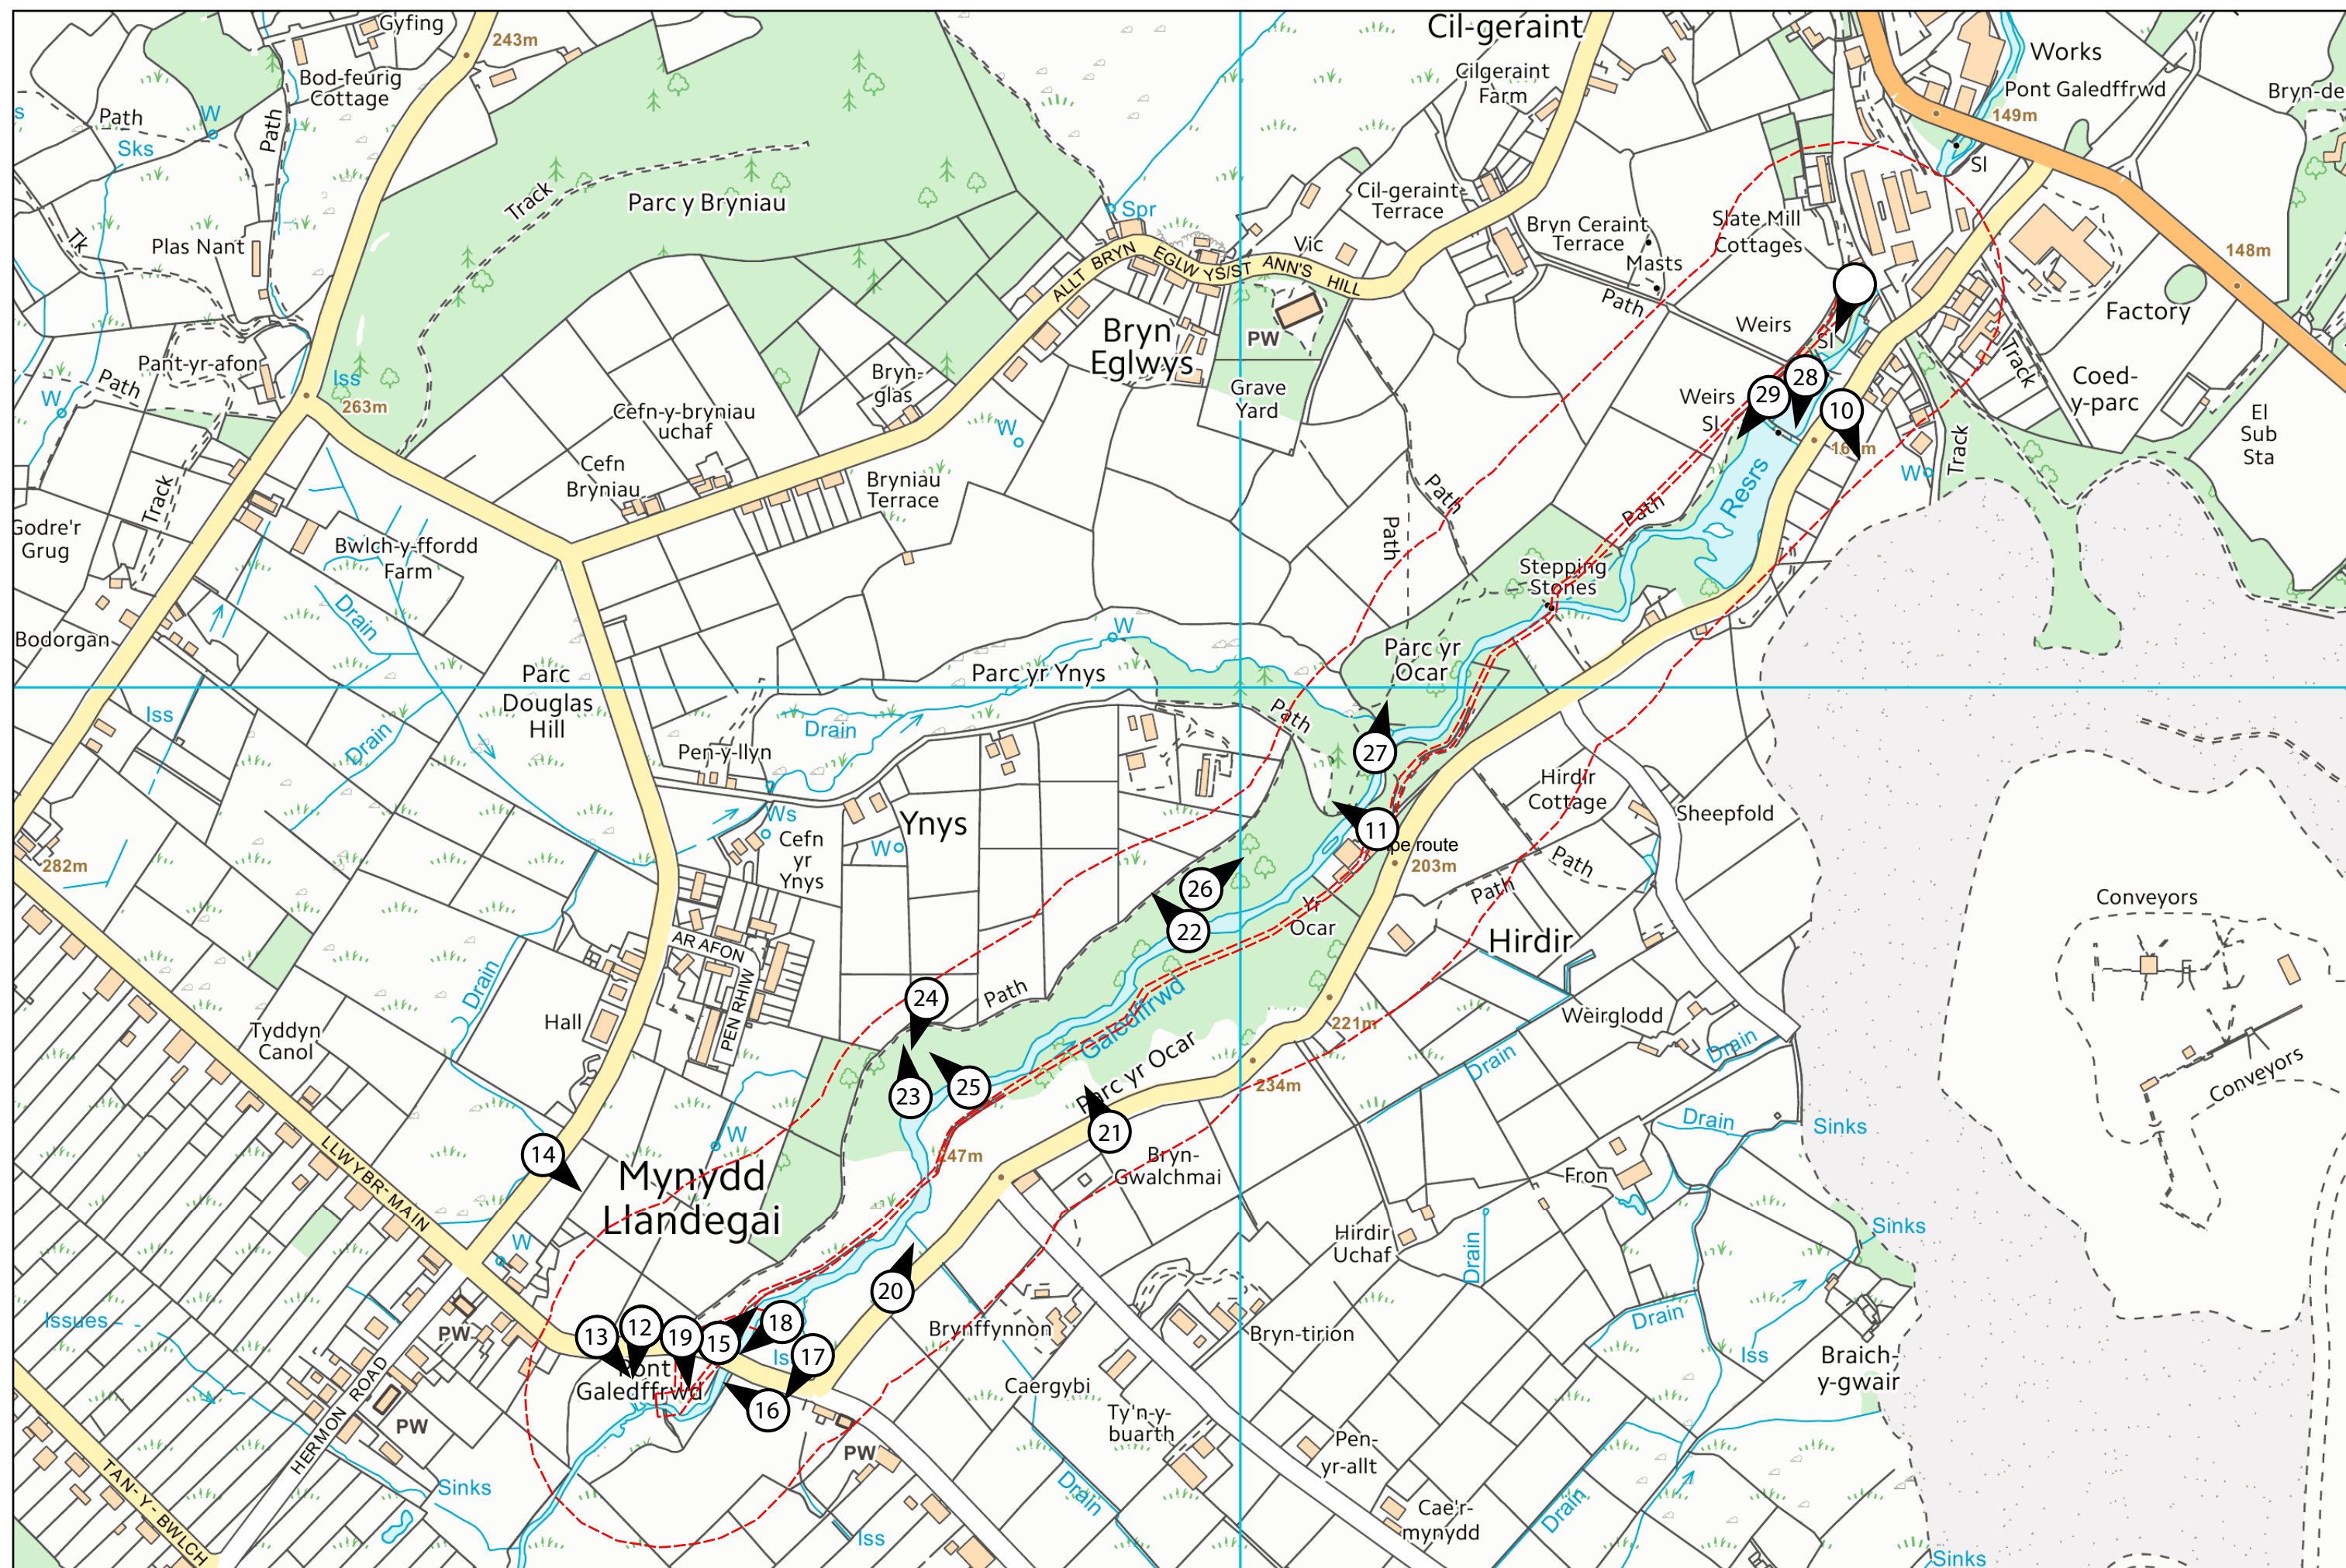 Gyfing
243m
Cil-geraint
Works
Bod-feurig
Cottage
Cilgeraint
Farm
Pont Galedffrwd
Bryn-de
149m
s
Path
W
Path
Sks
Sl
Track
Parc y Bryniau
Spr
Cil-geraint
Terrace
Bryn Ceraint
Terrace
Slate Mill
Cottages
Tk
Plas Nant
Vic
Masts
148m
ALLT BRYN EGLWYS/ST ANN'S HILL
Path
Factory
Bryn
Eglwys
PW
Weirs
Sl
Pant-yr-afon
Path
Iss
263m
W
Bryn-
glas
Grave
Yard
Track
Coed-
y-parc
28
29
10
Weirs
Sl
Cefn-y-bryniau
uchaf
W
El
Sub
Sta
Cefn
Bryniau
Bryniau
Terrace
Track
W
Track
Resrs
Path
Path
Path
Godre'r
Grug
Bwlch-y-ffordd
Farm
Drain
Stepping
Stones
Bodorgan
W
Parc yr
Ocar
Parc
Douglas
Hill
Parc yr Ynys
Iss
Drain
Drain
Path
Pen-y-llyn
27
Hirdir
Cottage
Sheepfold
Ws
Ynys
11
pe route
Cefn
yr
Ynys
W
282m
203m
Path
Path
26
Conveyors
Yr
Ocar
22
Hirdir
AR AFON
PEN RHIW
Drain
24
Path
Galedffrwd
Weirglodd
Hall
Tyddyn
Canol
221m
Drain
Drain
Parc yr Ocar
Conveyors
25
23
234m
21
Drain
Sinks
W
14
247m
Bryn-
Gwalchmai
Mynydd
Llandegai
Fron
LLWYBR-MAIN
Hirdir
Uchaf
Drain
Sinks
W
20
Issues
PW
13
12
19
15
18
17
Is
Brynffynnon
Bryn-tirion
Drain
Iss
Braich-
y-gwair
Pont
Galedffrwd
16
Caergybi
HERMON ROAD
PW
PW
Ty'n-y-
buarth
Pen-
yr-allt
TAN-Y-BWLCH
Sinks
Drain
Cae'r-
mynydd
Drain
Iss
Sinks